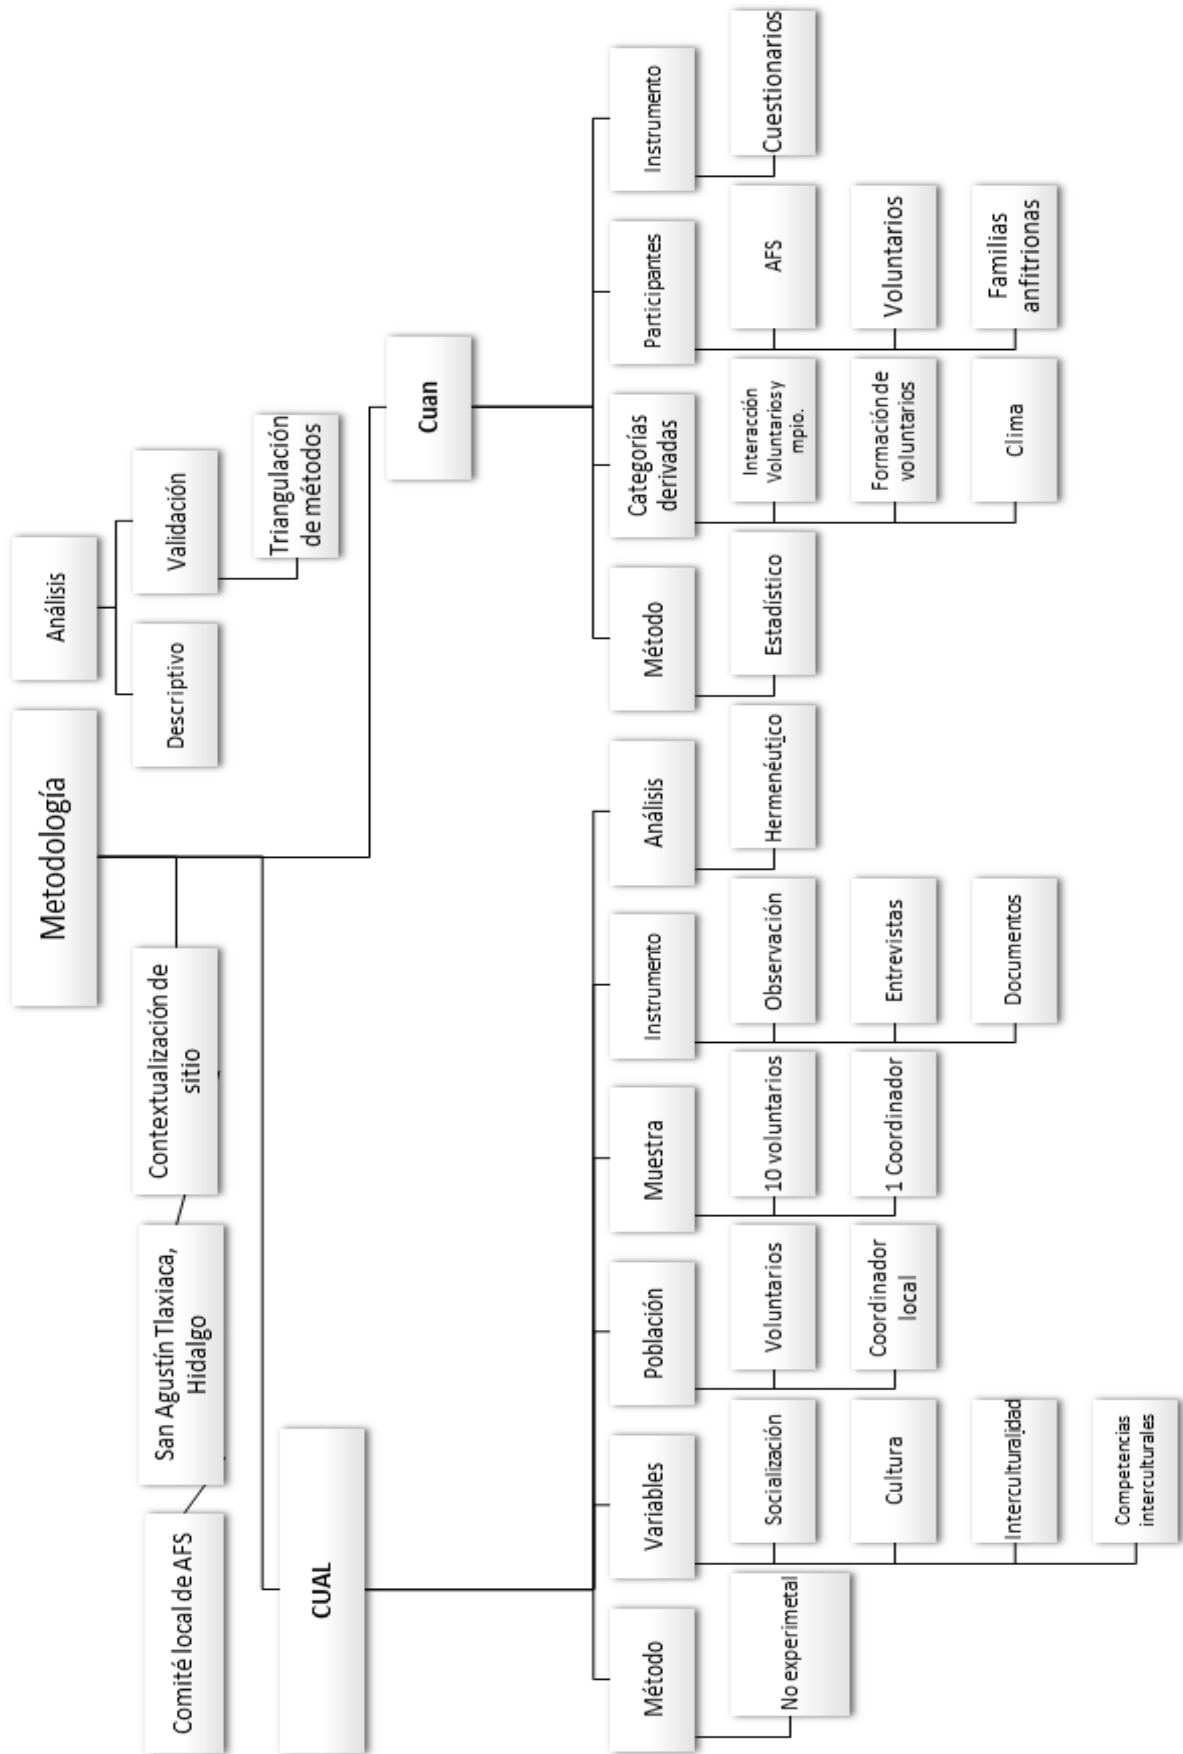 Metodología
Análisis
Descriptivo
Validación
Triangulación
de métodos
Contextualización de
sitio
San Agustín Tlaxiaca,
Hidalgo
Comité local de AFS
CUAL
Método
No experimetal
Variables
Socialización
Cultura
Interculturalidad
Competencias
interculturales
Población
Voluntarios
Coordinador
local
Muestra
10 voluntarios
1 Coordinador
Instrumento
Observación
Entrevistas
Documentos
Análisis
Hermenéutico
Cuan
Método
Estadístico
Categorías
derivadas
Interacción
Voluntarios y
mpio.
Formación de
voluntarios
Clima
Participantes
AFS
Voluntarios
Familias
anfitrionas
Instrumento
Cuestionarios